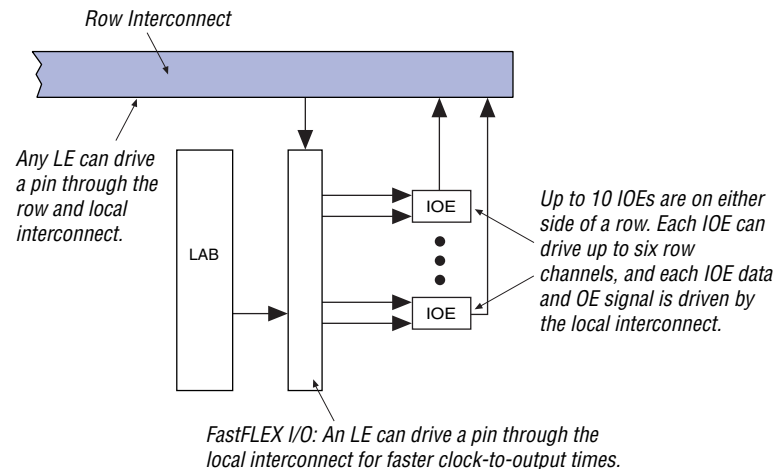 Row Interconnect
Any LE can drive
a pin through the
row and local
interconnect.
LAB
IOE
IOE
Up to 10 IOEs are on either
side of a row. Each IOE can
drive up to six row
channels, and each IOE data
and OE signal is driven by
the local interconnect.
FastFLEX I/O: An LE can drive a pin through the
local interconnect for faster clock-to-output times.